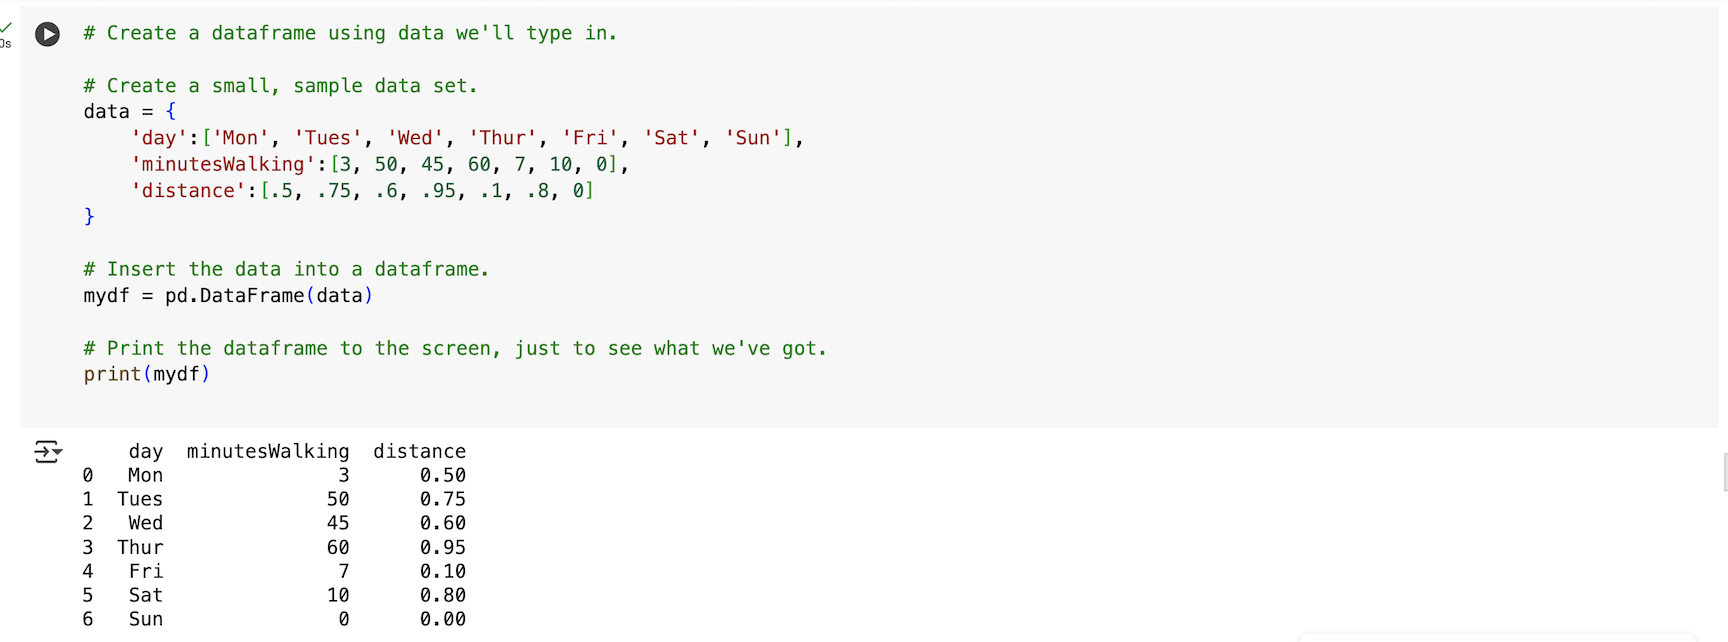 0s
# Create a dataframe using data we'll type in.
# Create a small, sample data set.
data = {
    'day':['Mon', 'Tues', 'Wed', 'Thur', 'Fri', 'Sat', 'Sun'],
    'minutesWalking':[3, 50, 45, 60, 7, 10, 0],
    'distance':[.5, .75, .6, .95, .1, .8, 0]
}
# Insert the data into a dataframe.
mydf = pd.DataFrame(data)
# Print the dataframe to the screen, just to see what we've got.
print(mydf)
    day  minutesWalking  distance
0   Mon               3      0.50
1  Tues              50      0.75
2   Wed              45      0.60
3  Thur              60      0.95
4   Fri               7      0.10
5   Sat              10      0.80
6   Sun               0      0.00